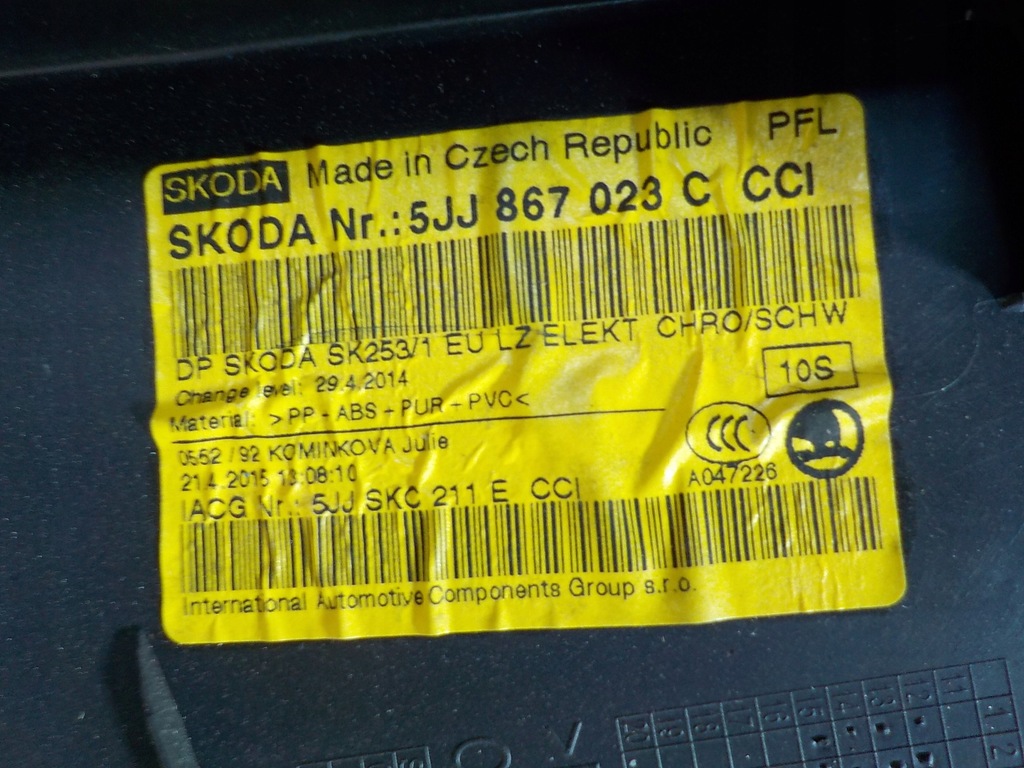 SKODA Made in Czech Republic PFL
SKODA Nr.: 5JJ 867 023 C CCI
DP SKODA SK253/1 EU LZ ELEKT CHRO/SCHW
Change level: 29.4.2014
10S
Material: >PP-ABS+PUR-PVC<
0552 /92 KOMINKOVA Julie
21.4.2015 13:08:10
CCC
A047226
IACG Nr.: 5JJ SKC 211 E CCI
International Automotive Components Group s.r.o.